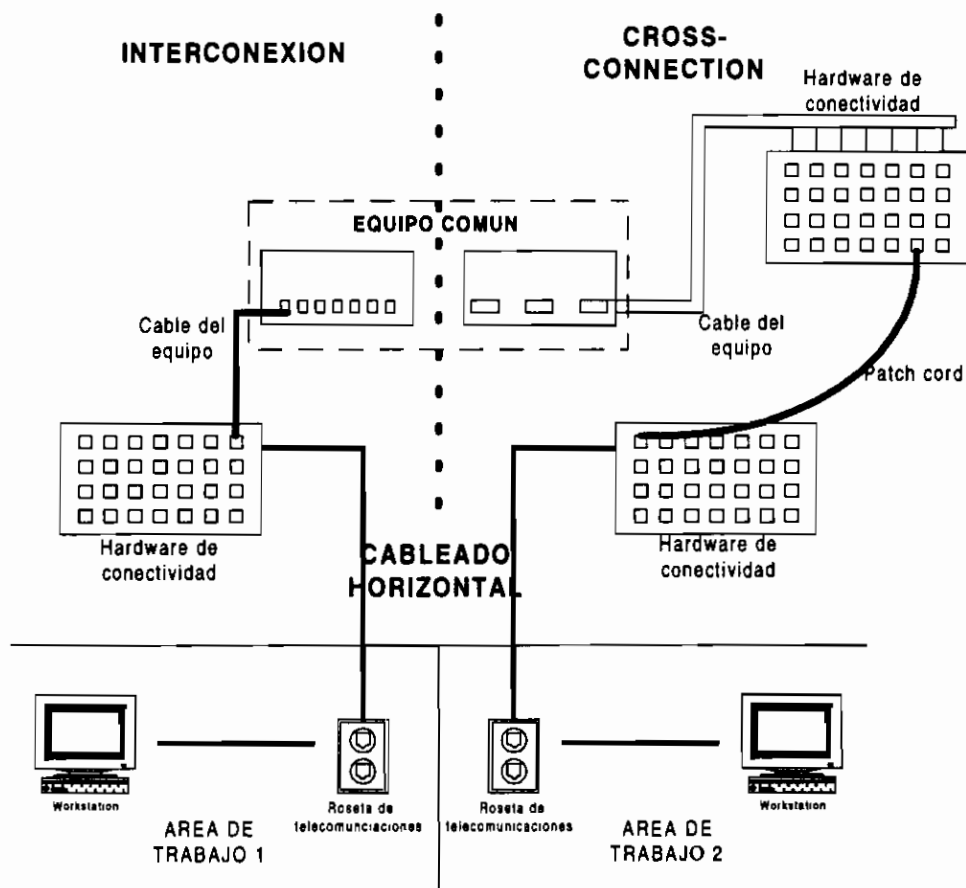 INTERCONEXION
CROSS-
CONNECTION
Hardware de
conectividad
EQUIPO COMUN
Cable del
equipo
Cable del
equipo
Patch cord
Hardware de
conectividad
CABLEADO
HORIZONTAL
Hardware de
conectividad
Workstation
Roseta de
telecomunciaciones
AREA DE
TRABAJO 1
Roseta de
telecomunicaciones
AREA DE
TRABAJO 2
Workstation